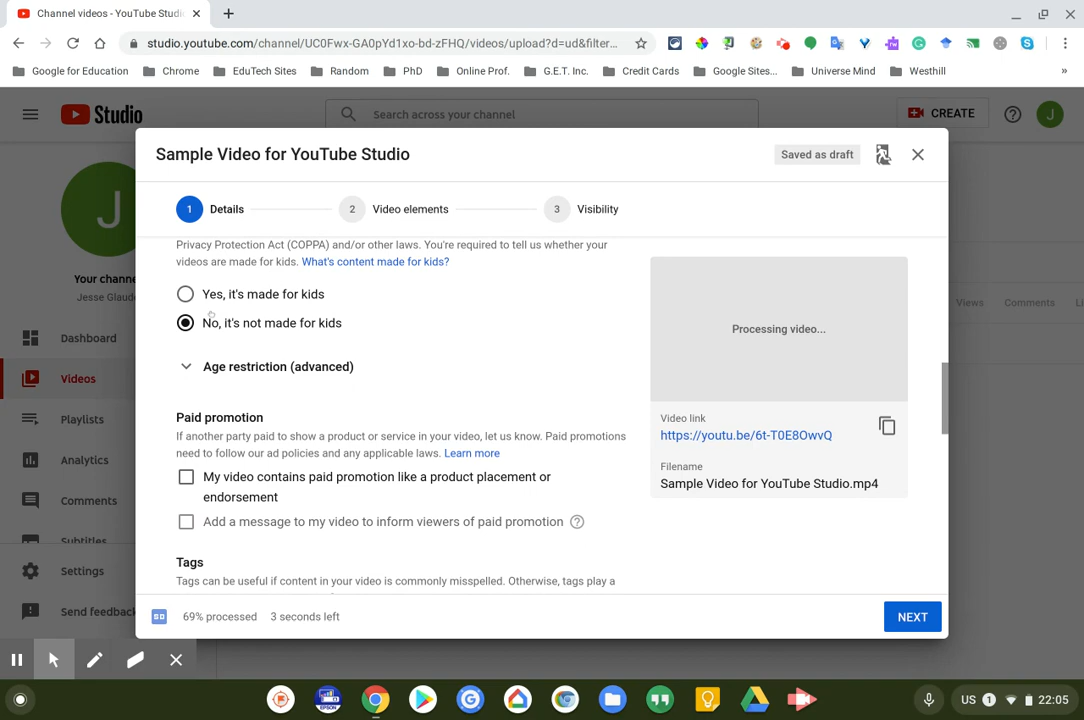 Channel videos - YouTube Studi
studio.youtube.com/channel/UC0Fwx-GA0pYd1xo-bd-zFHQ/videos/upload?d=ud&filter...
Google for Education
Chrome
EduTech Sites
Random
PhD
Online Prof.
G.E.T. Inc.
Credit Cards
Google Sites...
Universe Mind
Westhill
»
Studio
Search across your channel
CREATE
J
Sample Video for YouTube Studio
Saved as draft
1 Details
2 Video elements
3 Visibility
J
Your channe
Jesse Glaude
Dashboard
Videos
Playlists
Analytics
Comments
Subtitles
Settings
Send feedback
Views
Comments
Li
Privacy Protection Act (COPPA) and/or other laws. You're required to tell us whether your
videos are made for kids. What's content made for kids?
Yes, it's made for kids
No, it's not made for kids
Age restriction (advanced)
Paid promotion
If another party paid to show a product or service in your video, let us know. Paid promotions
need to follow our ad policies and any applicable laws. Learn more
My video contains paid promotion like a product placement or
endorsement
Add a message to my video to inform viewers of paid promotion
Tags
Tags can be useful if content in your video is commonly misspelled. Otherwise, tags play a
Processing video...
Video link
https://youtu.be/6t-T0E8OwvQ
Filename
Sample Video for YouTube Studio.mp4
SD
69% processed
3 seconds left
NEXT
EPSON
US
1
22:05